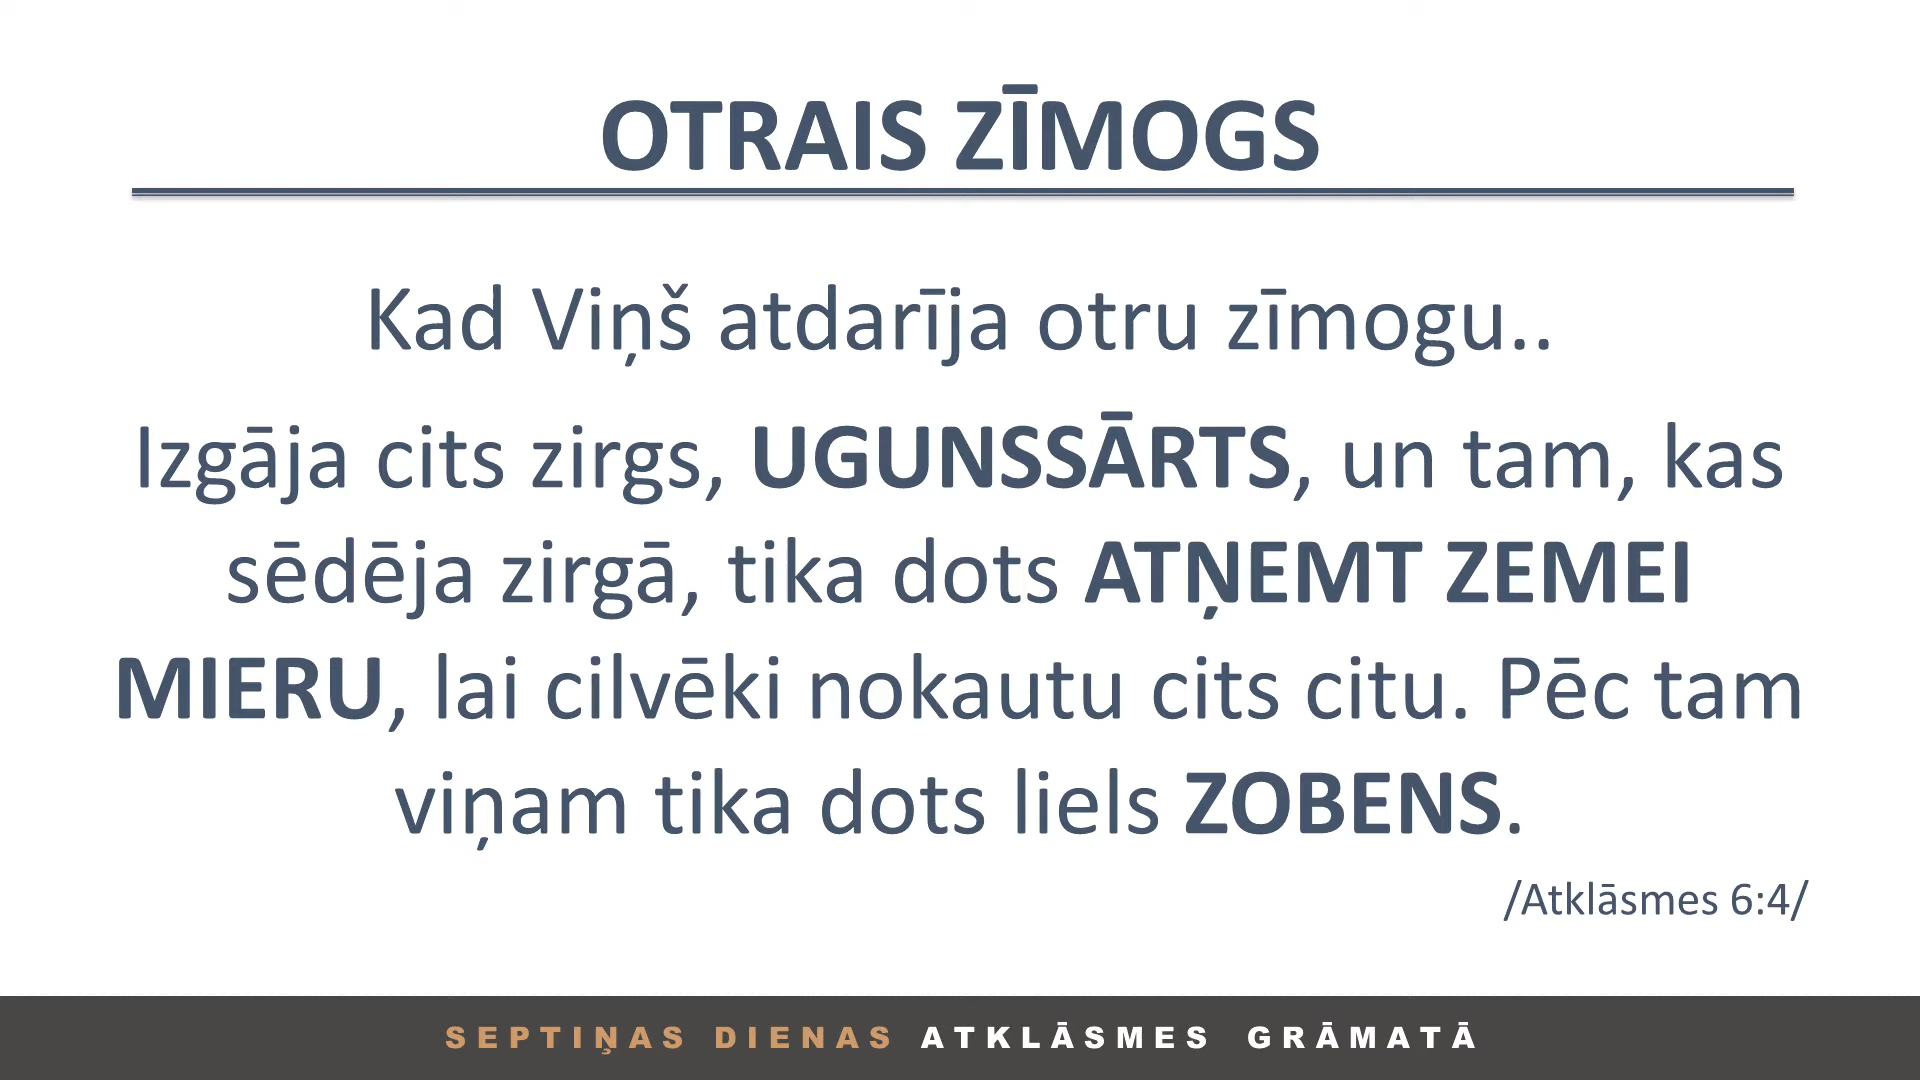 OTRAIS ZĪMOGS
Kad Viņš atdarīja otru zīmogu..
Izgāja cits zirgs, UGUNSSĀRTS, un tam, kas
sēdēja zirgā, tika dots ATŅEMT ZEMEI
MIERU, lai cilvēki nokautu cits citu. Pēc tam
viņam tika dots liels ZOBENS.
/Atklāsmes 6:4/
SEPTIŅAS DIENAS ATKLĀSMES GRĀMATĀ